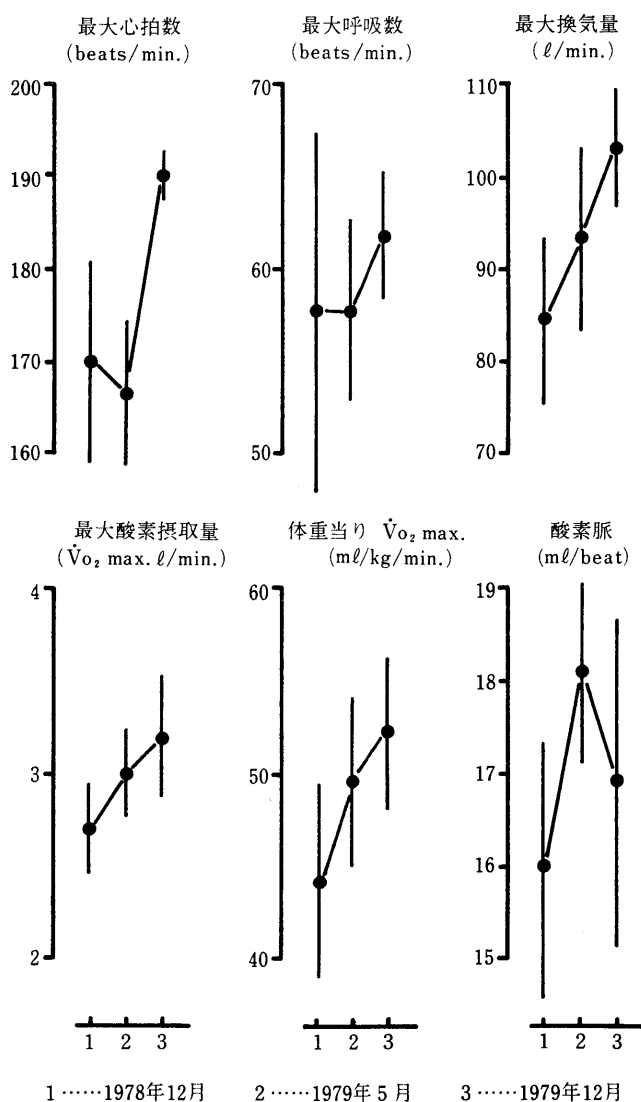 最大心拍数
(beats/min.)
200
190
180
170
160
最大呼吸数
(beats/min.)
70
60
50
最大換気量
(ℓ/min.)
110
100
90
80
70
最大酸素摂取量
(V̇o₂ max. ℓ/min.)
4
3
2
体重当り V̇o₂ max.
(mℓ/kg/min.)
60
50
40
酸素脈
(mℓ/beat)
19
18
17
16
15
1 2 3
1 2 3
1 2 3
1 ……1978年12月 2 ……1979年5月 3 ……1979年12月